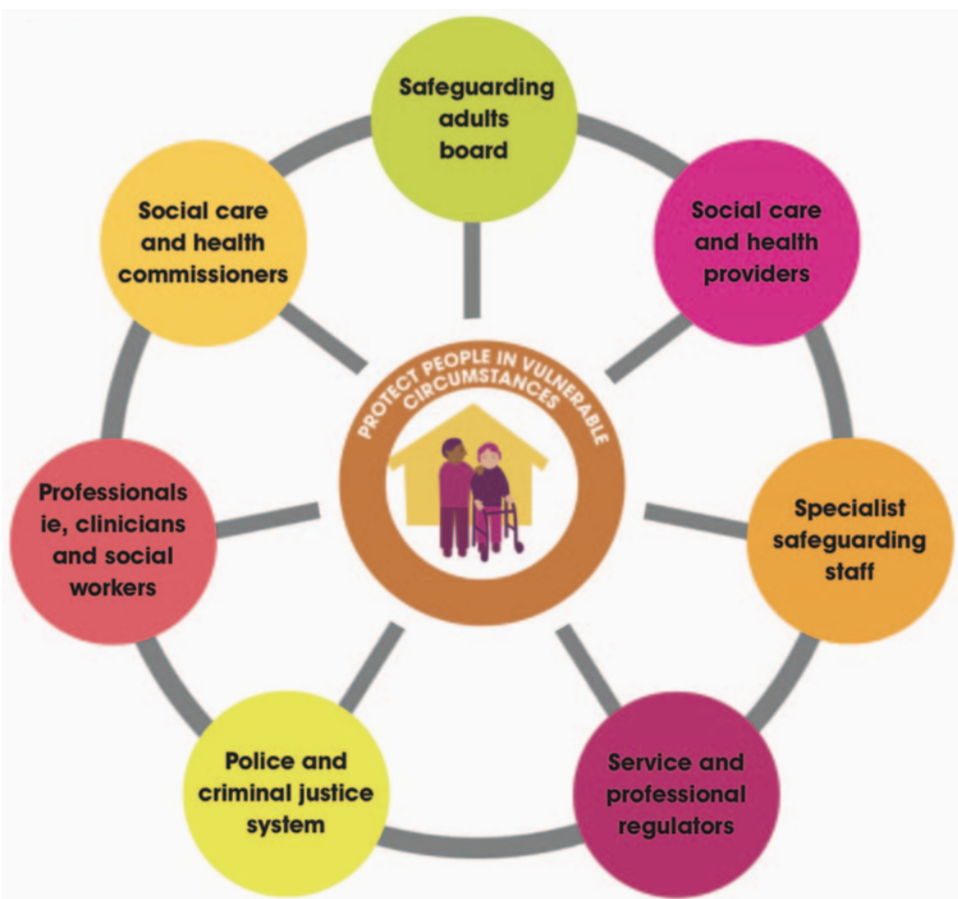 Safeguarding
adults
board
Social care
and health
providers
Specialist
safeguarding
staff
Service and
professional
regulators
Police and
criminal justice
system
Professionals
ie, clinicians
and social
workers
Social care
and health
commissioners
PROTECT PEOPLE IN VULNERABLE
CIRCUMSTANCES